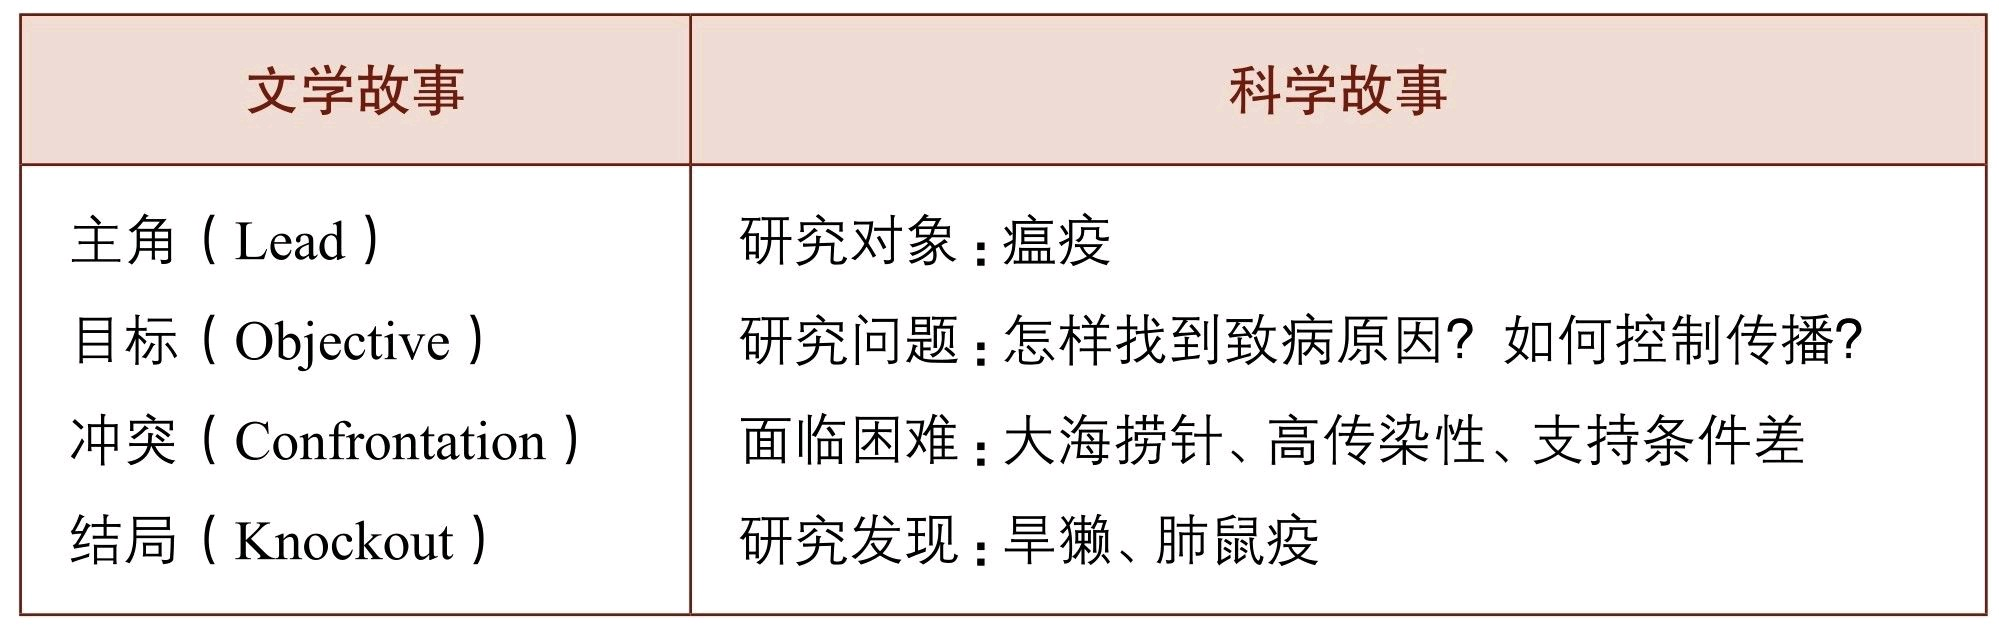 文学故事
科学故事
主角（Lead）
研究对象：瘟疫
目标（Objective）
研究问题：怎样找到致病原因？如何控制传播？
冲突（Confrontation）
面临困难：大海捞针、高传染性、支持条件差
结局（Knockout）
研究发现：旱獭、肺鼠疫